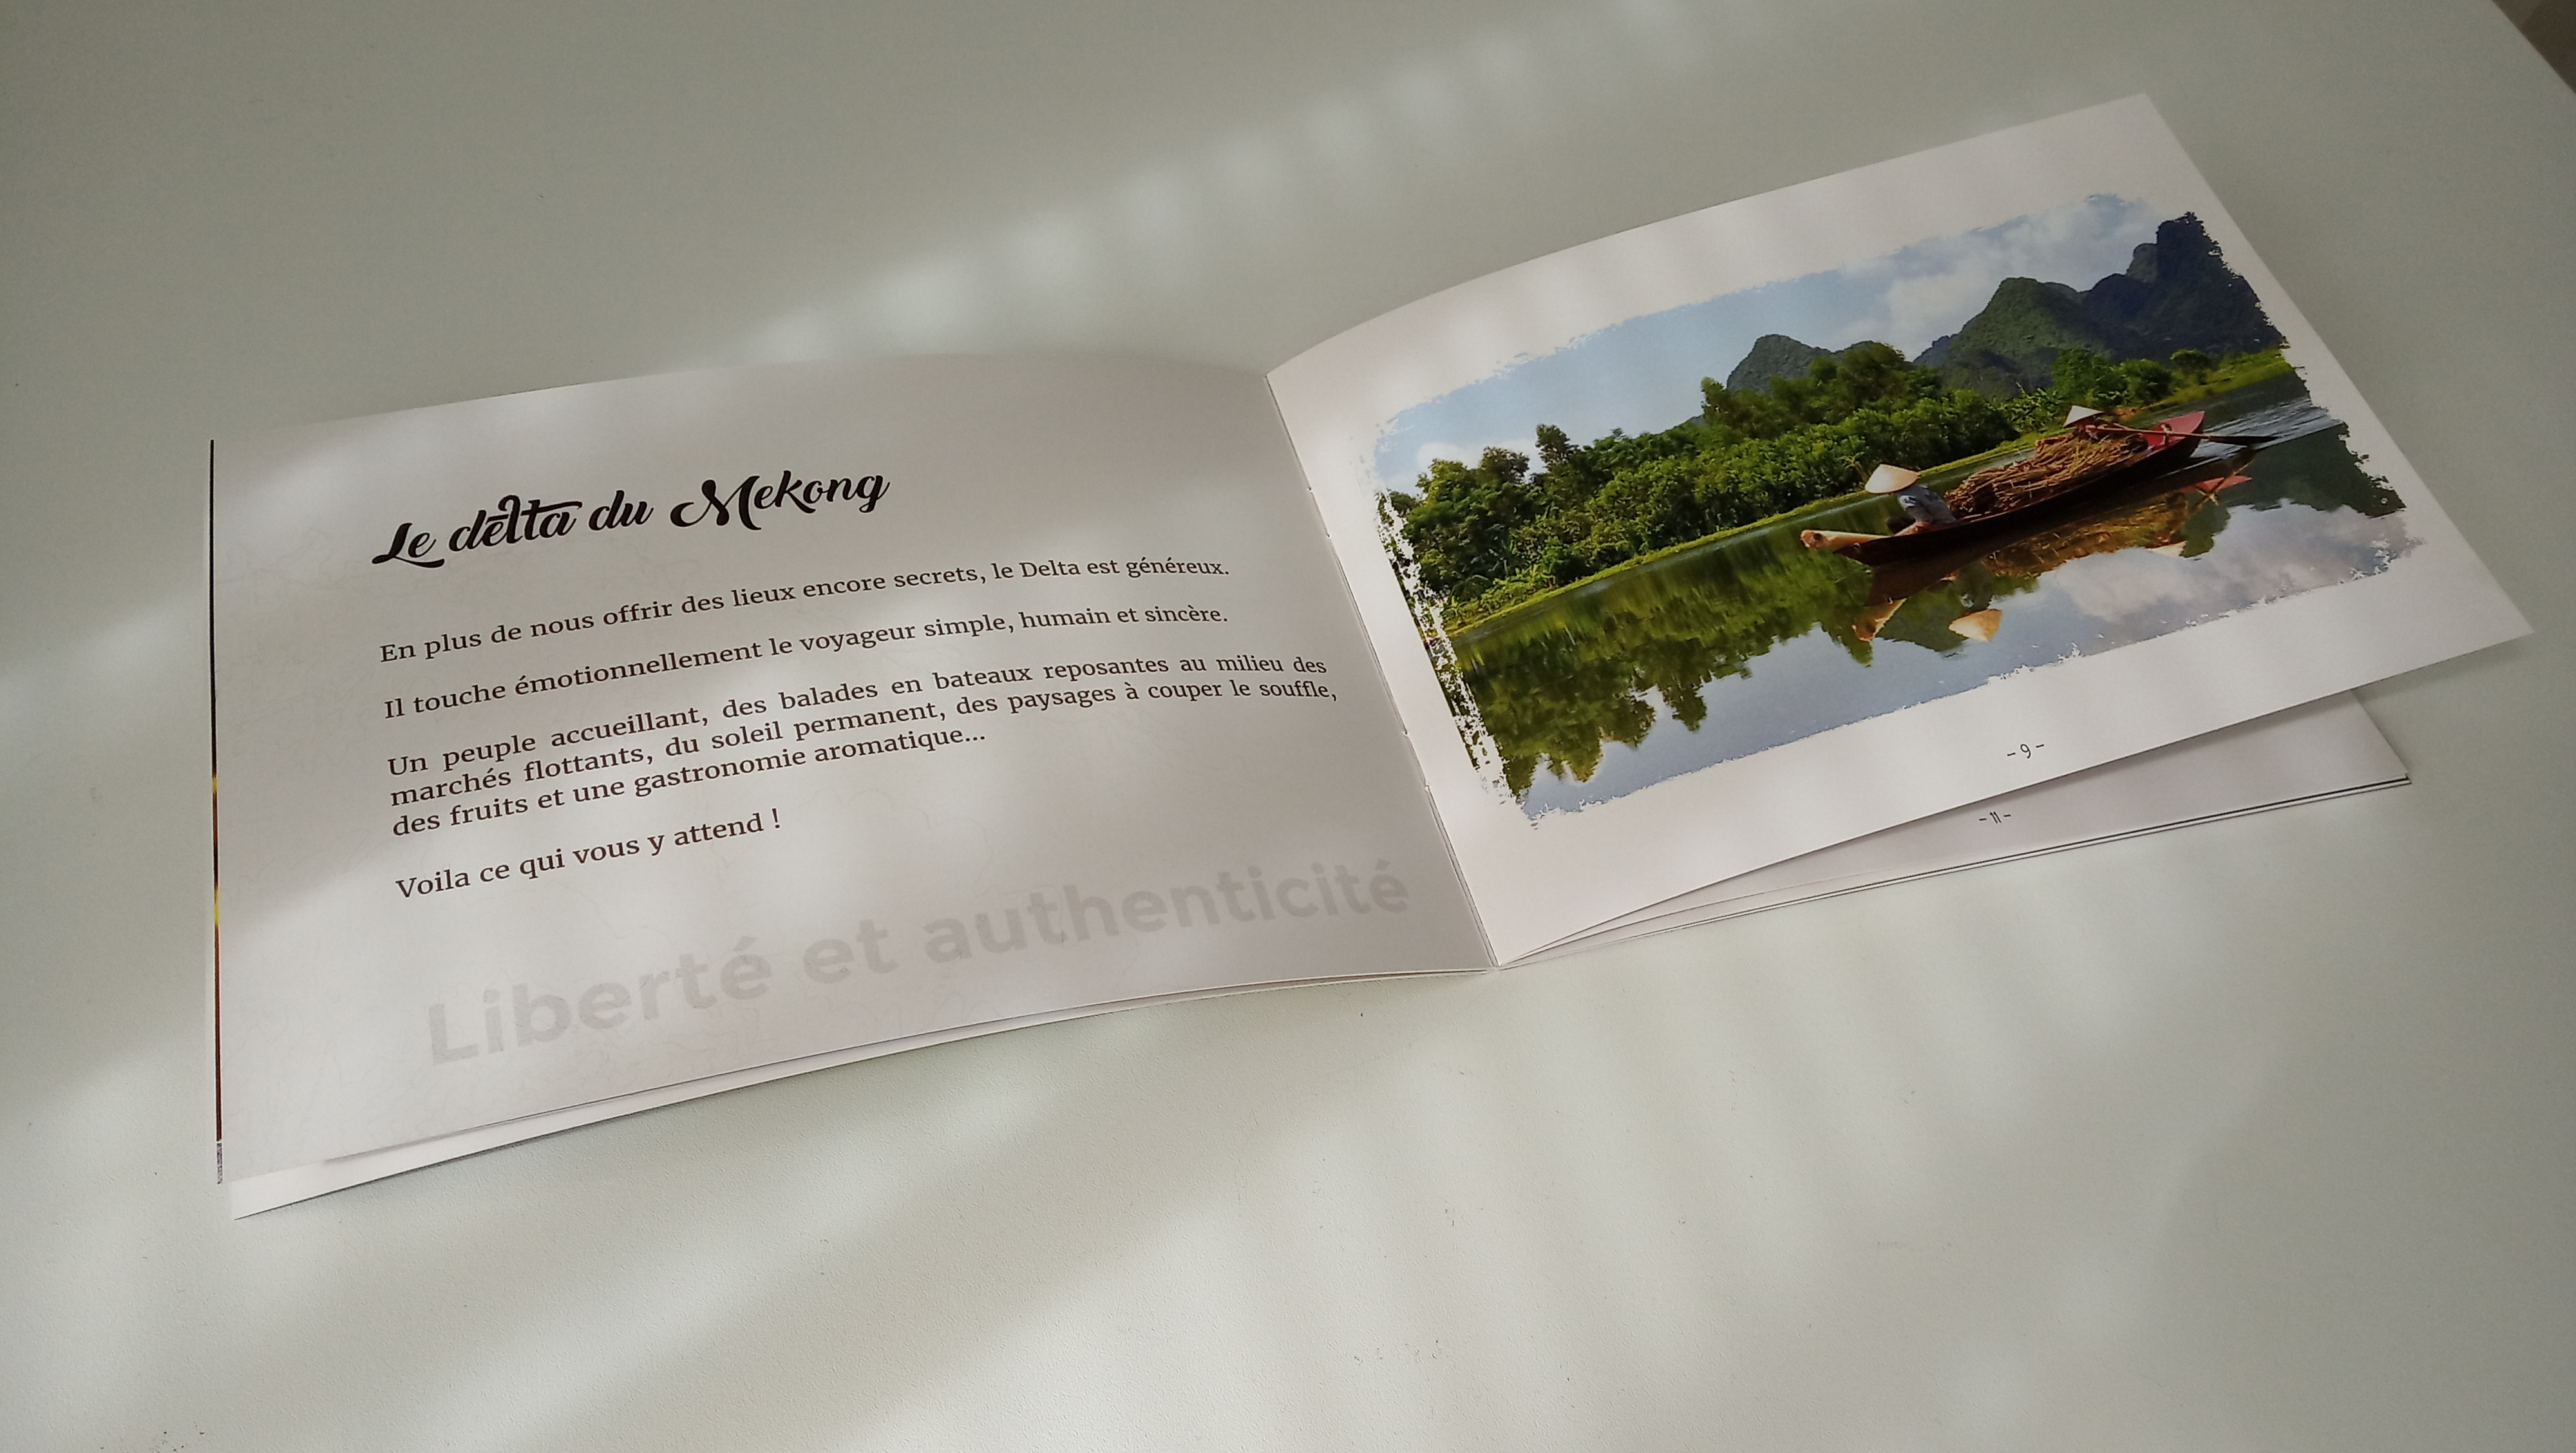 Le delta du Mekong
En plus de nous offrir des lieux encore secrets, le Delta est généreux.
Il touche émotionnellement le voyageur simple, humain et sincère.
Un peuple accueillant, des balades en bateaux reposantes au milieu des
marchés flottants, du soleil permanent, des paysages à couper le souffle,
des fruits et une gastronomie aromatique...
Voila ce qui vous y attend !
Liberté et authenticité
- 9 -
- 11 -